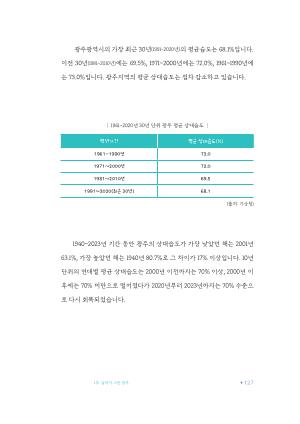 광주광역시의 가장 최근 30년(1991~2020년)의 평균습도는 68.1%입니다.
이전 30년(1981~2010년)에는 69.5%, 1971~2000년에는 72.0%, 1961~1990년에
는 73.0%입니다. 광주지역의 평균 상대습도는 점차 감소하고 있습니다.
| 1961~2020년 30년 단위 광주 평균 상대습도 |
평균 상대습도(%)
1961~1990년 73.0
1971~2000년 72.0
1981~2010년 69.5
1991~2020(최근 30년) 68.1
(출처: 기상청)
1940~2023년 기간 동안 광주의 상대습도가 가장 낮았던 해는 2001년
63.1%, 가장 높았던 해는 1940년 80.7%로 그 차이가 17% 이상입니다. 10년
단위의 연대별 평균 상대습도는 2000년 이전까지는 70% 이상, 2000년 이
후에는 70% 미만으로 떨어졌다가 2020년부터 2023년까지는 70% 수준으
로 다시 회복되었습니다.
127